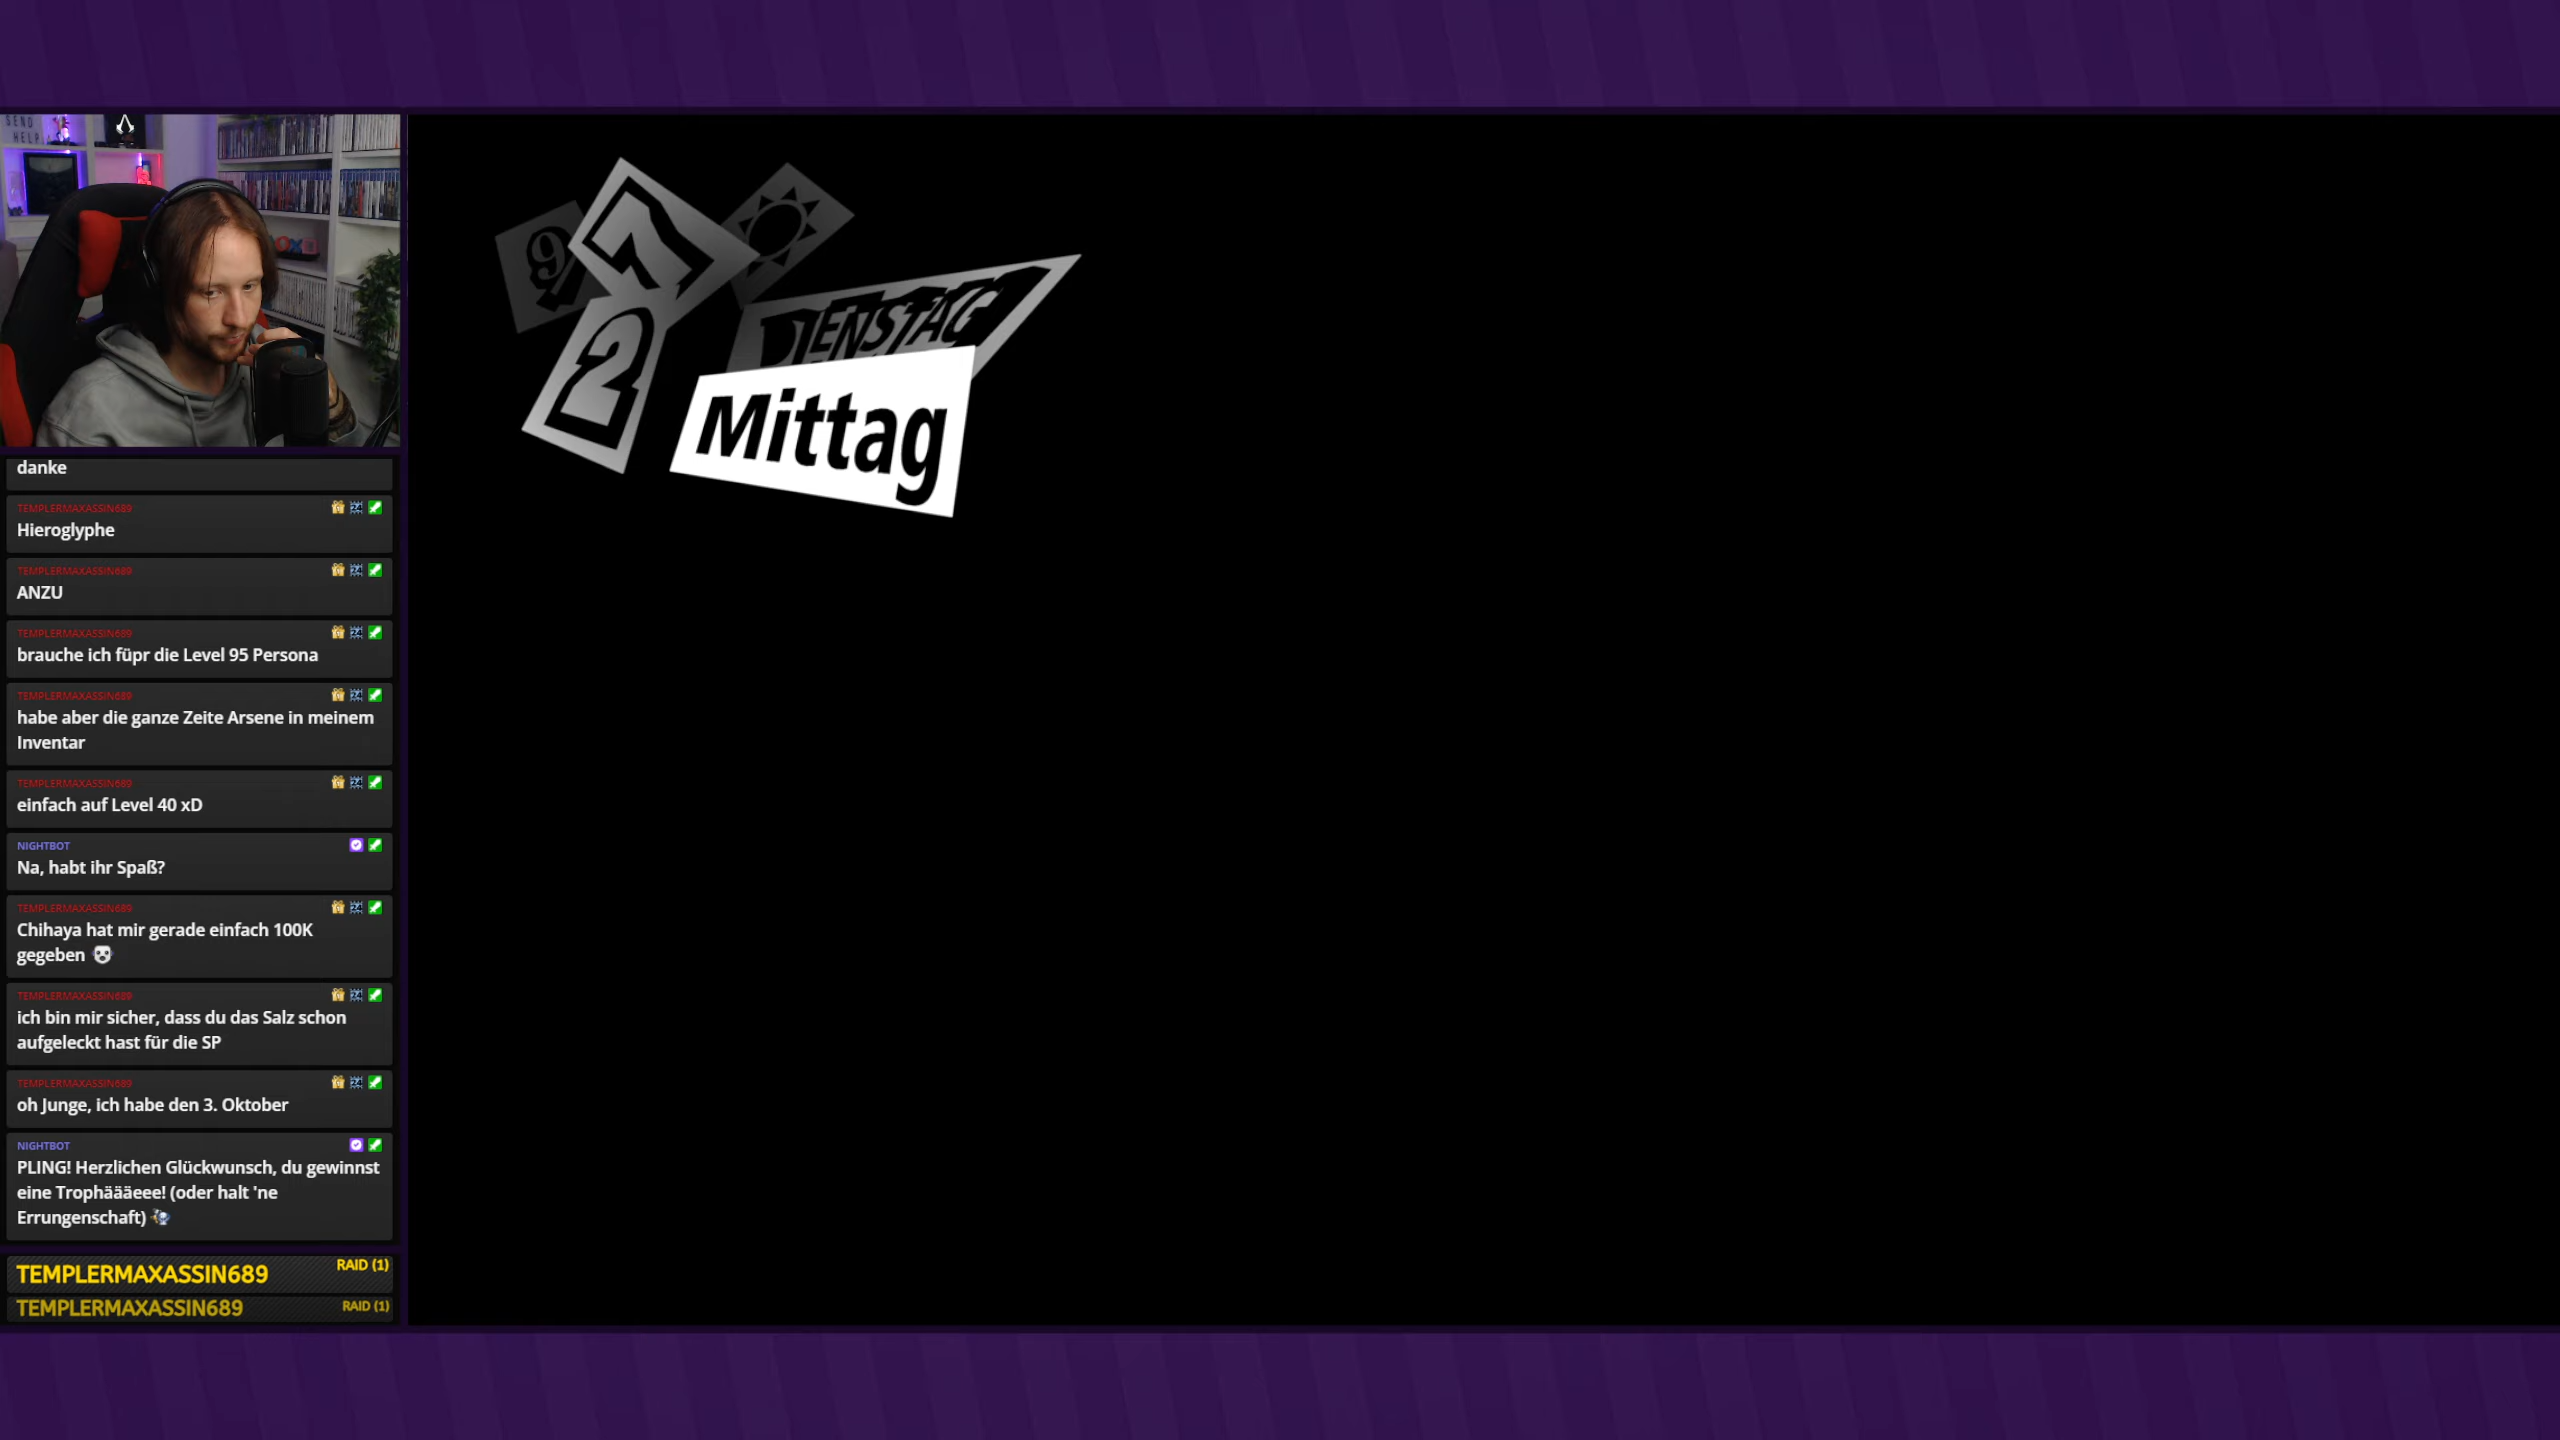 SEND
HELP
danke
TEMPLERMAXASSIN689
Hieroglyphe
TEMPLERMAXASSIN689
ANZU
TEMPLERMAXASSIN689
brauche ich füpr die Level 95 Persona
TEMPLERMAXASSIN689
habe aber die ganze Zeite Arsene in meinem
Inventar
TEMPLERMAXASSIN689
einfach auf Level 40 xD
NIGHTBOT
Na, habt ihr Spaß?
TEMPLERMAXASSIN689
Chihaya hat mir gerade einfach 100K
gegeben
TEMPLERMAXASSIN689
ich bin mir sicher, dass du das Salz schon
aufgeleckt hast für die SP
TEMPLERMAXASSIN689
oh Junge, ich habe den 3. Oktober
NIGHTBOT
PLING! Herzlichen Glückwunsch, du gewinnst
eine Trophäääeee! (oder halt 'ne
Errungenschaft)
TEMPLERMAXASSIN689 RAID (1)
TEMPLERMAXASSIN689 RAID (1)
9/
1
2
DIENSTAG
Mittag